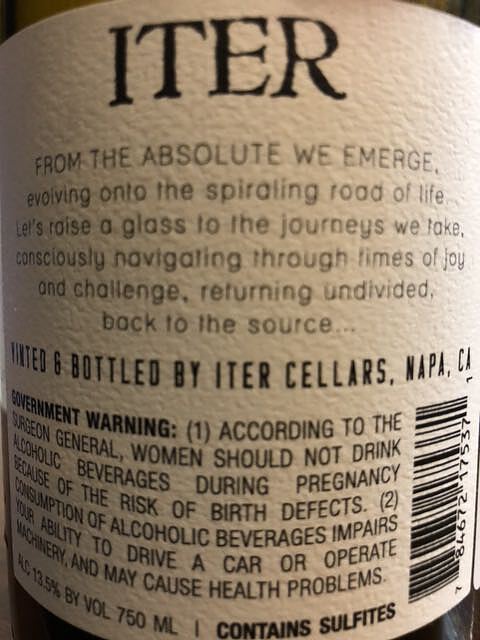 ITER
FROM THE ABSOLUTE WE EMERGE,
evolving onto the spiraling road of life.
Let's raise a glass to the journeys we take,
consciously navigating through times of joy
and challenge, returning undivided,
back to the source...
VINTED & BOTTLED BY ITER CELLARS, NAPA, CA
GOVERNMENT WARNING: (1) ACCORDING TO THE
SURGEON GENERAL, WOMEN SHOULD NOT DRINK
ALCOHOLIC BEVERAGES DURING PREGNANCY
BECAUSE OF THE RISK OF BIRTH DEFECTS. (2)
CONSUMPTION OF ALCOHOLIC BEVERAGES IMPAIRS
YOUR ABILITY TO DRIVE A CAR OR OPERATE
MACHINERY, AND MAY CAUSE HEALTH PROBLEMS.
ALC 13.5% BY VOL 750 ML | CONTAINS SULFITES
7 84672 17537 1